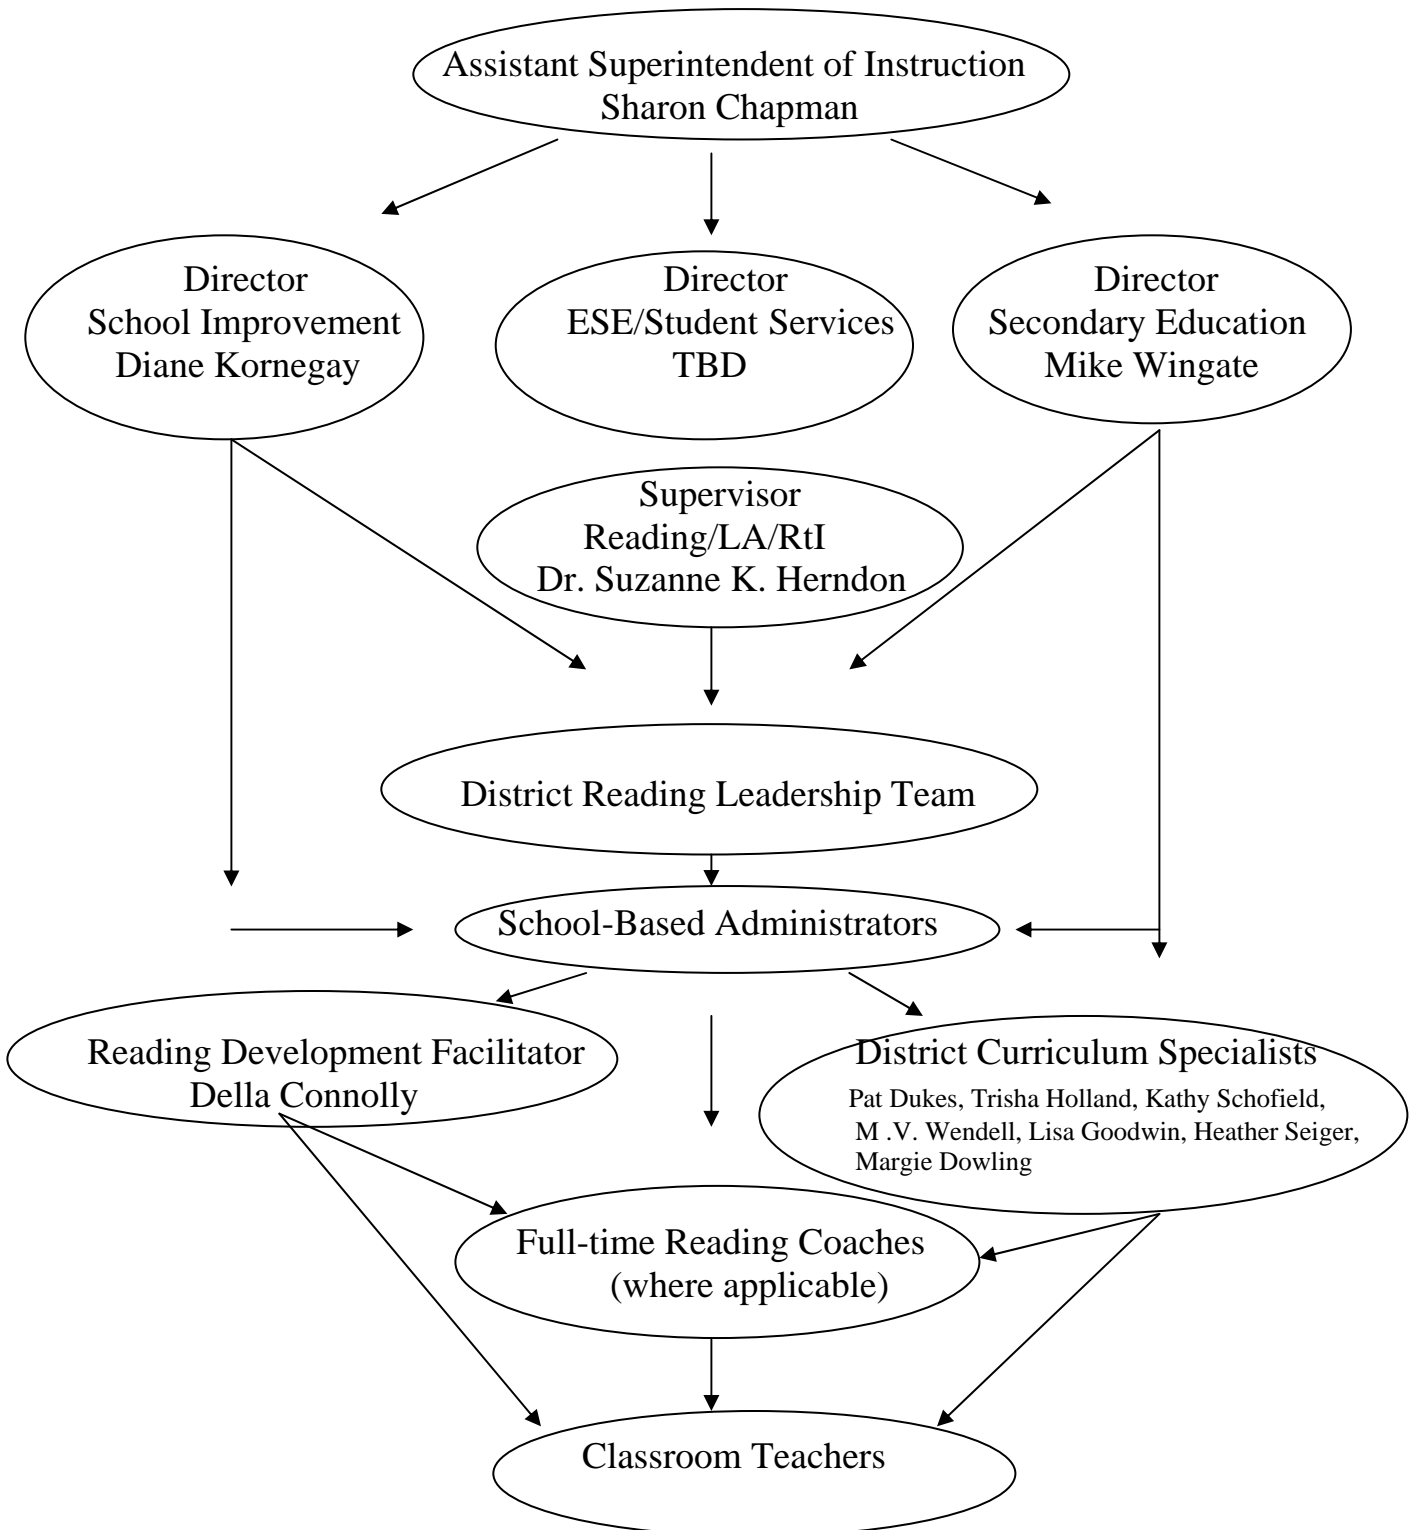 Assistant Superintendent of Instruction
Sharon Chapman
Director
School Improvement
Diane Kornegay
Director
ESE/Student Services
TBD
Director
Secondary Education
Mike Wingate
Supervisor
Reading/LA/RtI
Dr. Suzanne K. Herndon
District Reading Leadership Team
School-Based Administrators
Reading Development Facilitator
Della Connolly
District Curriculum Specialists
Pat Dukes, Trisha Holland, Kathy Schofield,
M .V. Wendell, Lisa Goodwin, Heather Seiger,
Margie Dowling
Full-time Reading Coaches
(where applicable)
Classroom Teachers